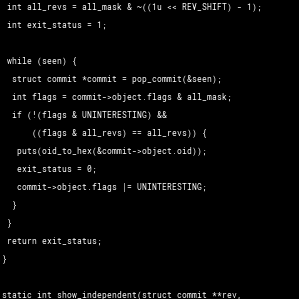 int all_revs = all_mask & ~((1u << REV_SHIFT) - 1);
int exit_status = 1;
while (seen) {
struct commit *commit = pop_commit(&seen);
int flags = commit->object.flags & all_mask;
if (!(flags & UNINTERESTING) &&
((flags & all_revs) == all_revs)) {
puts(oid_to_hex(&commit->object.oid));
exit_status = 0;
commit->object.flags |= UNINTERESTING;
}
}
return exit_status;
}
static int show_independent(struct commit **rev,